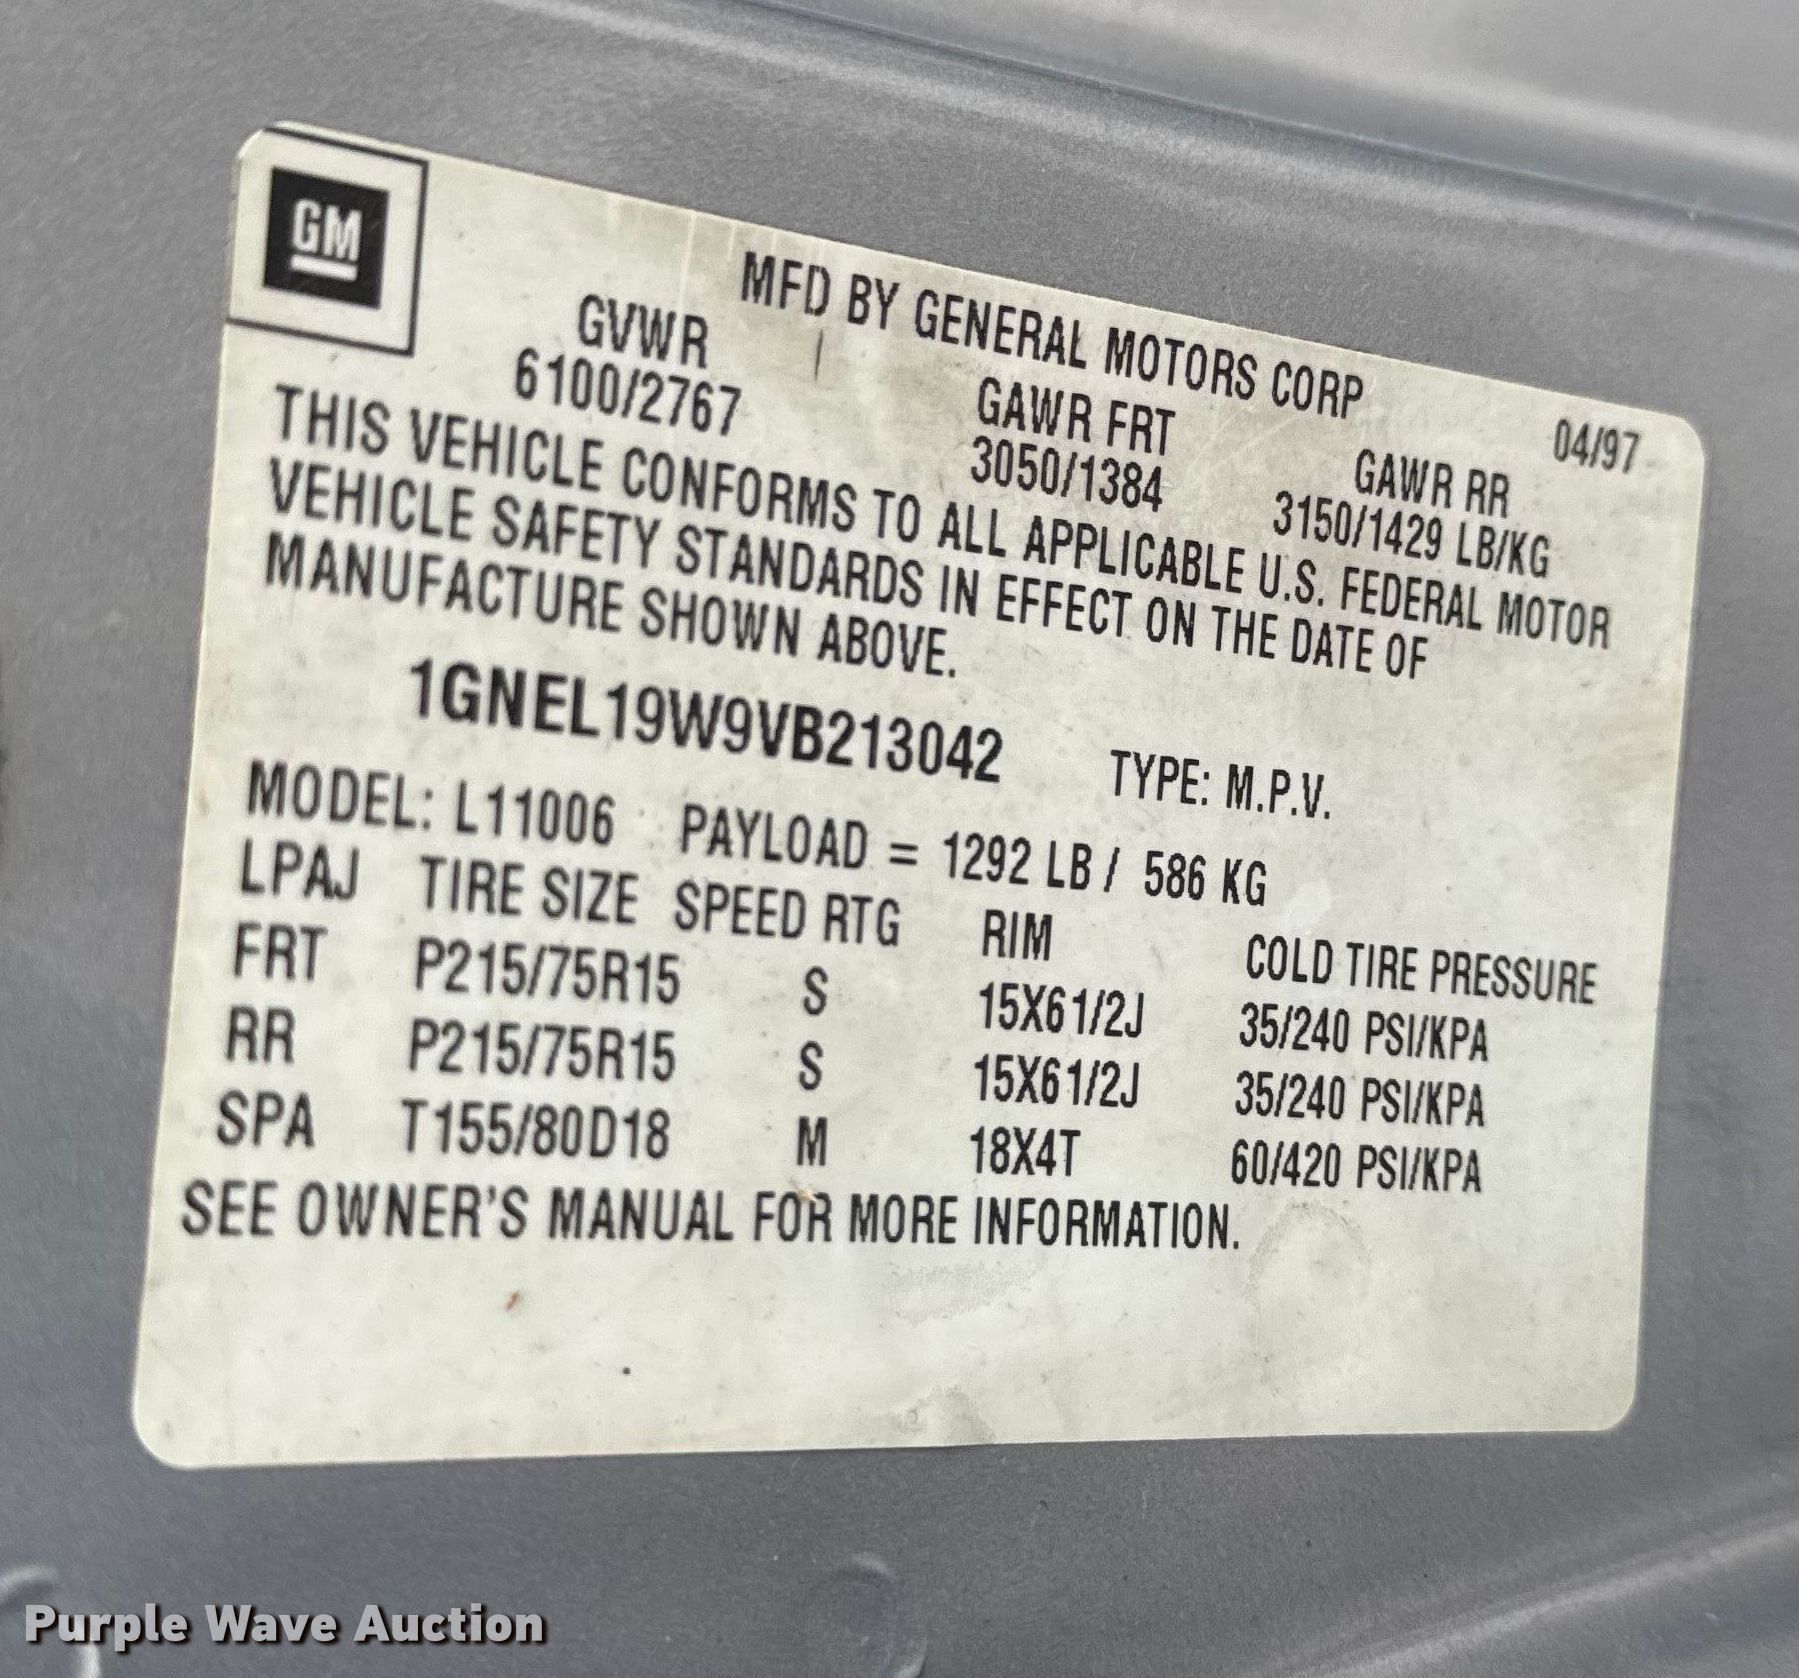 GM
MFD BY GENERAL MOTORS CORP
04/97
GVWR GAWR FRT GAWR RR
6100/2767 3050/1384 3150/1429 LB/KG
THIS VEHICLE CONFORMS TO ALL APPLICABLE U.S. FEDERAL MOTOR
VEHICLE SAFETY STANDARDS IN EFFECT ON THE DATE OF
MANUFACTURE SHOWN ABOVE.
1GNEL19W9VB213042 TYPE: M.P.V.
MODEL: L11006 PAYLOAD = 1292 LB / 586 KG
LPAJ TIRE SIZE SPEED RTG RIM COLD TIRE PRESSURE
FRT P215/75R15 S 15X61/2J 35/240 PSI/KPA
RR P215/75R15 S 15X61/2J 35/240 PSI/KPA
SPA T155/80D18 M 18X4T 60/420 PSI/KPA
SEE OWNER'S MANUAL FOR MORE INFORMATION.
Purple Wave Auction